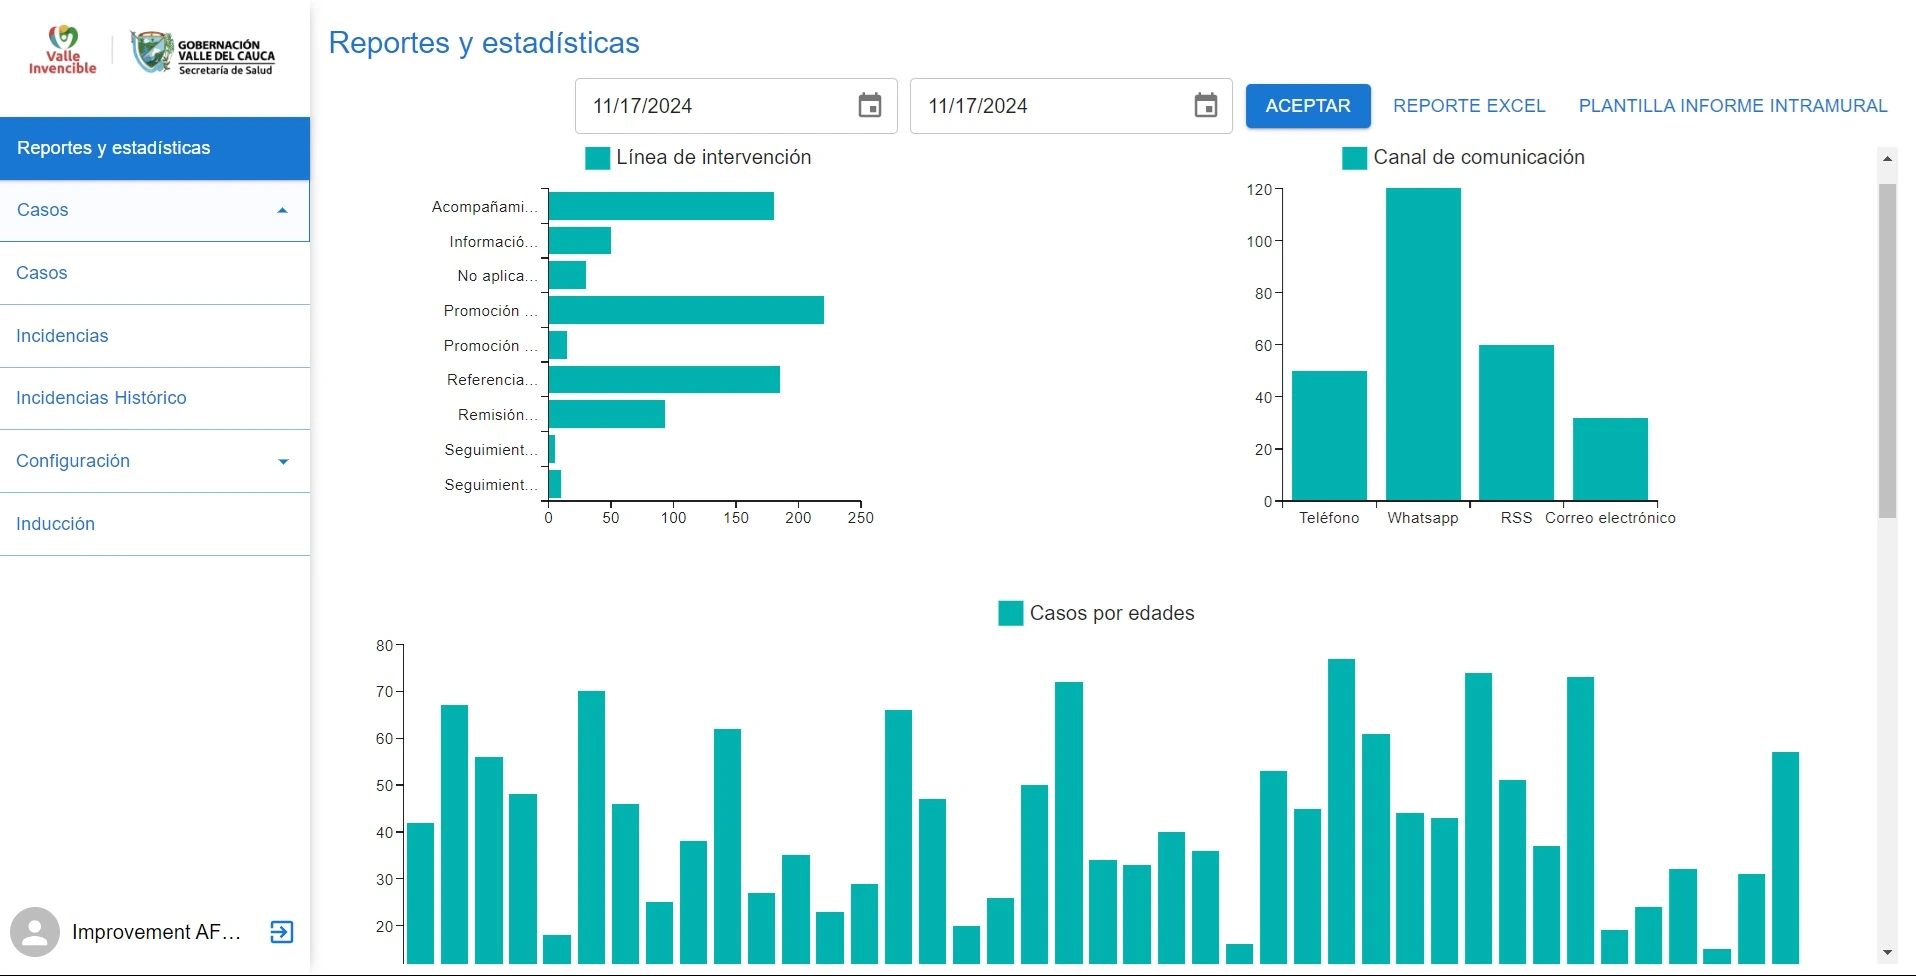 Valle
Invencible
GOBERNACIÓN
VALLE DEL CAUCA
Secretaría de Salud
Reportes y estadísticas
Casos
Casos
Incidencias
Incidencias Histórico
Configuración
Inducción
Improvement AF...
Reportes y estadísticas
11/17/2024
11/17/2024
ACEPTAR
REPORTE EXCEL
PLANTILLA INFORME INTRAMURAL
Línea de intervención
Acompañami...
Informació...
No aplica...
Promoción ...
Promoción ...
Referencia...
Remisión...
Seguimient...
Seguimient...
0 50 100 150 200 250
Canal de comunicación
120
100
80
60
40
20
0
Teléfono Whatsapp RSS Correo electrónico
Casos por edades
80
70
60
50
40
30
20